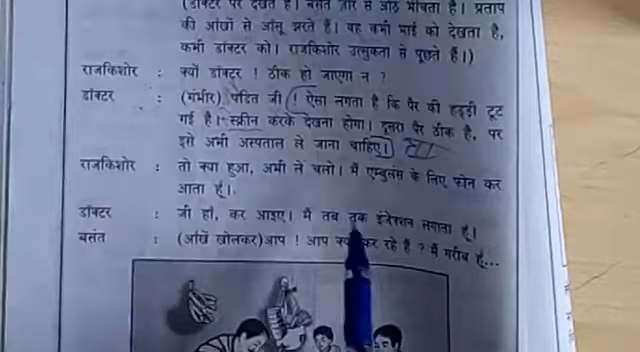 (डॉक्टर पैर देखते हैं। बसंत ज़ोर से ओठ भींचता है। प्रताप
की आंखों से आँसू झरते हैं। वह कभी भाई को देखता है,
कभी डॉक्टर को। राजकिशोर उत्सुकता से पूछते हैं।)
राजकिशोर : क्यों डॉक्टर ! ठीक हो जाएगा न ?
डॉक्टर : (गंभीर) पंडित जी ! ऐसा लगता है कि पैर की हड्डी टूट
गई है। स्क्रीन करके देखना होगा। दूसरा पैर ठीक है, पर
इसे अभी अस्पताल ले जाना चाहिए।
राजकिशोर : तो क्या हुआ, अभी ले चलो। मैं एम्बुलेंस के लिए फोन कर
आता हूँ।
डॉक्टर : जी हाँ, कर आइए। मैं तब तक इंजेक्शन लगाता हूँ।
बसंत : (आँखें खोलकर) आप ! आप क्या कर रहे हैं ? मैं गरीब हूँ...